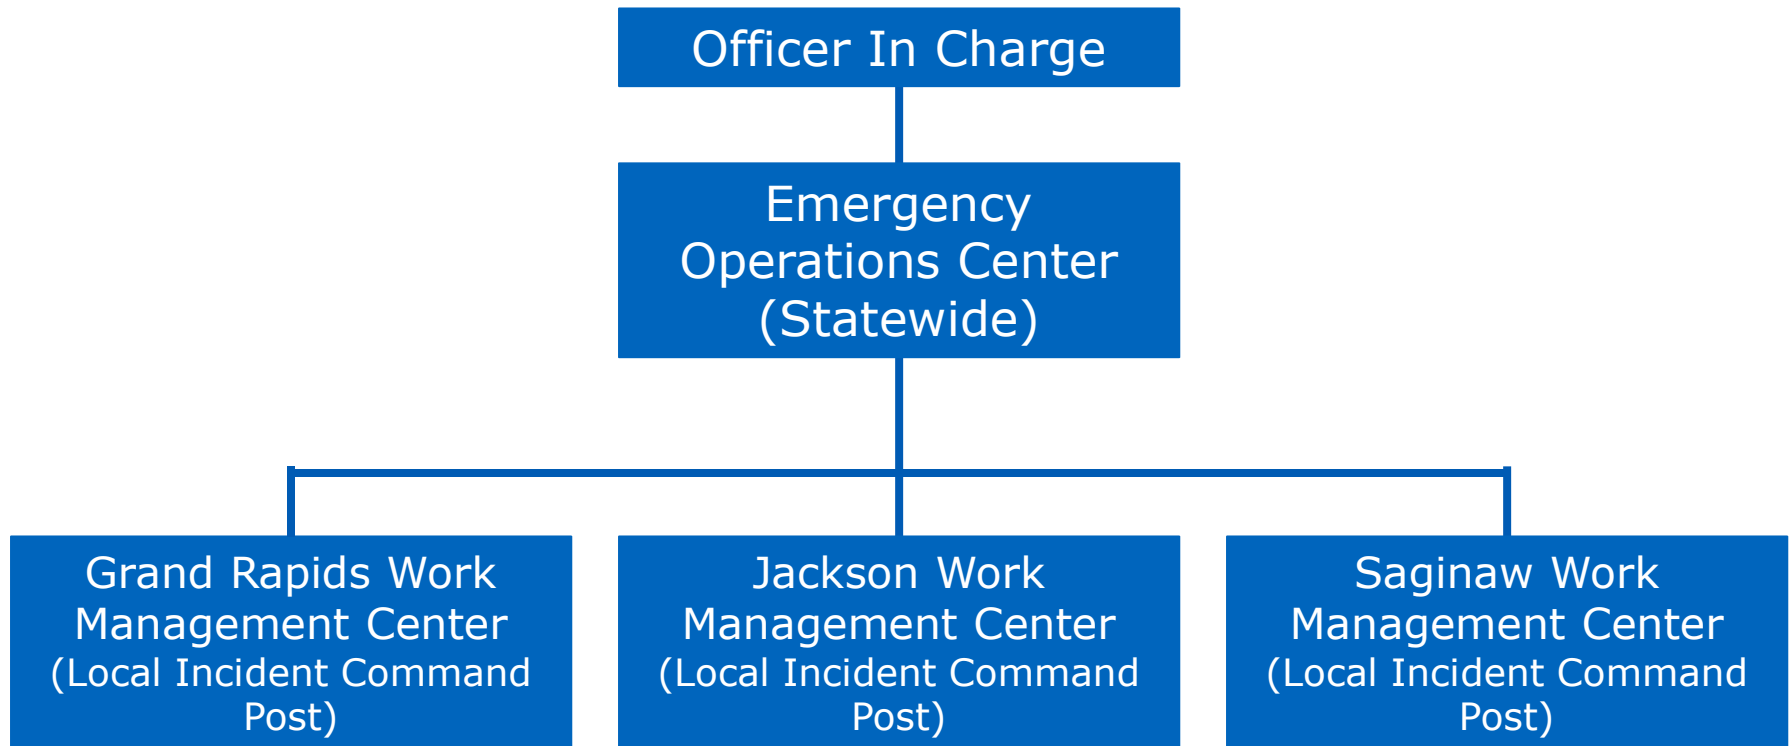 Officer In Charge
Emergency
Operations Center
(Statewide)
Grand Rapids Work
Management Center
(Local Incident Command
Post)
Jackson Work
Management Center
(Local Incident Command
Post)
Saginaw Work
Management Center
(Local Incident Command
Post)